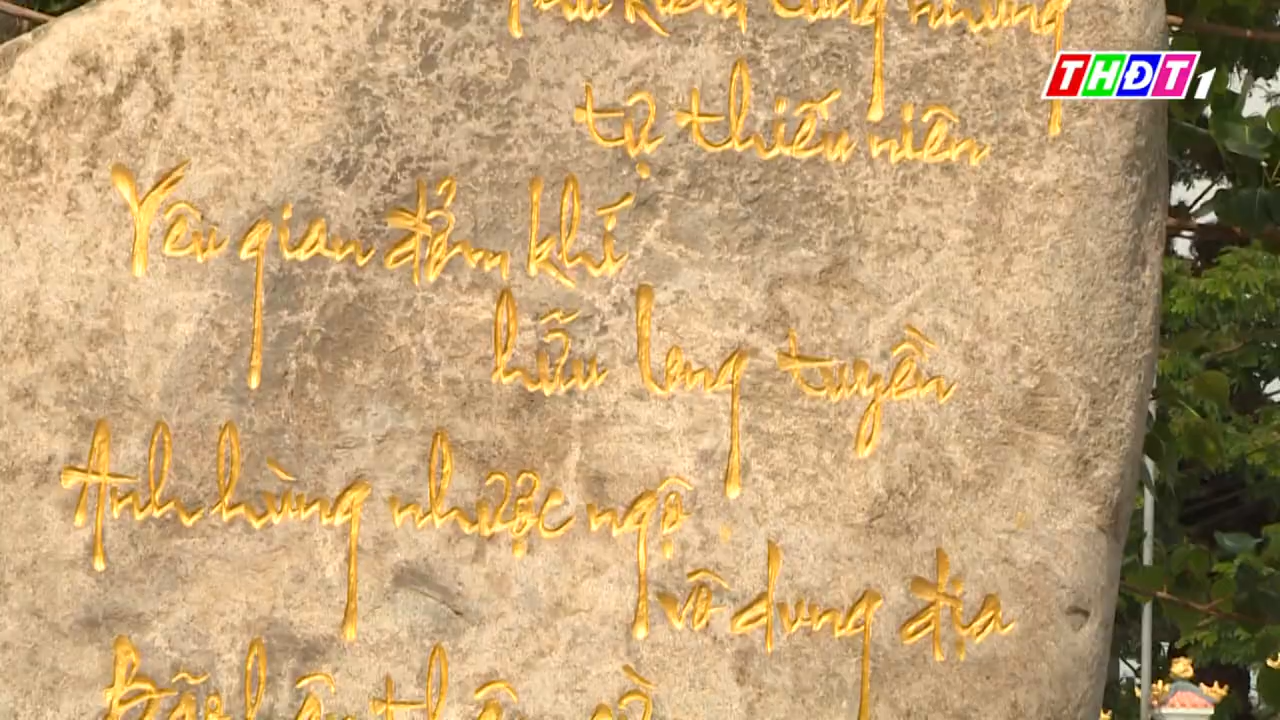 THĐT1
tự thiếu niên
Yêu gian đảm khí
hữu long tuyền
Anh hùng nhược ngộ
vô dung địa